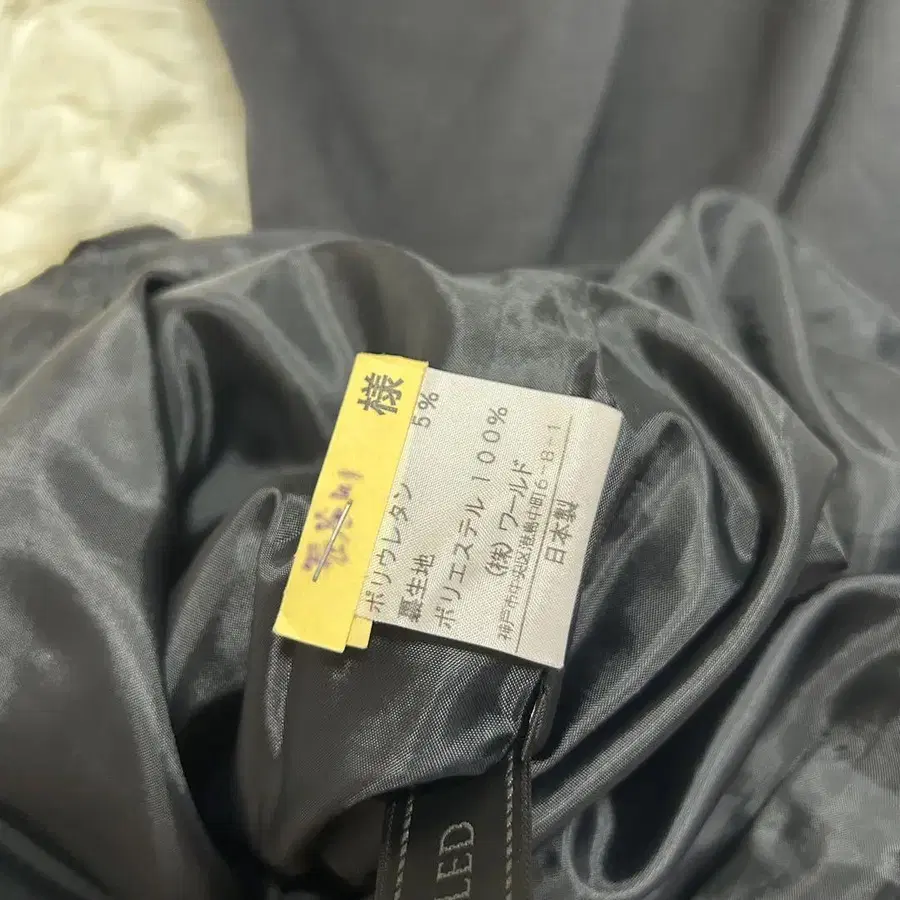 様
ポリウレタン 5%
裏生地
ポリエステル 100%
(株)ワールド
神戸市中央区港島中町6-8-1
日本製
LED